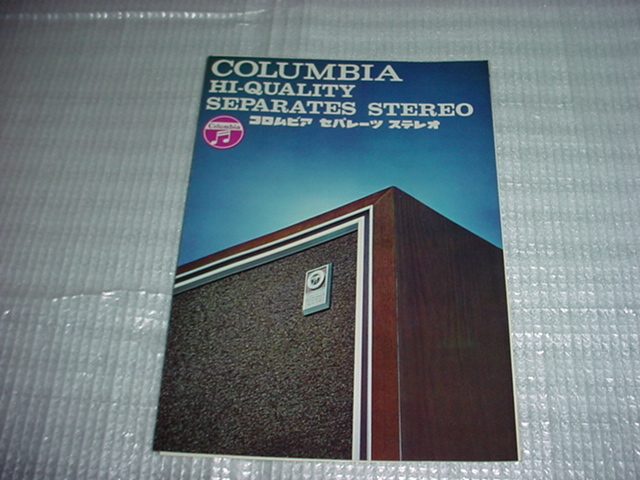 COLUMBIA
HI-QUALITY
SEPARATES STEREO
コロムビア セパレーツ ステレオ
Columbia